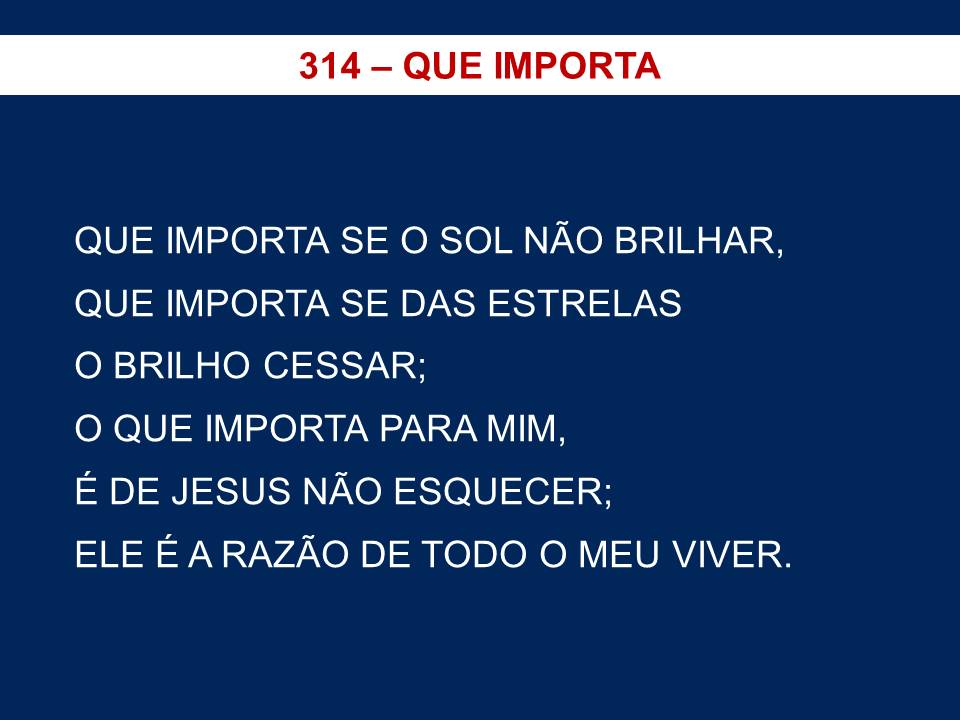 314 – QUE IMPORTA
QUE IMPORTA SE O SOL NÃO BRILHAR,
QUE IMPORTA SE DAS ESTRELAS
O BRILHO CESSAR;
O QUE IMPORTA PARA MIM,
É DE JESUS NÃO ESQUECER;
ELE É A RAZÃO DE TODO O MEU VIVER.